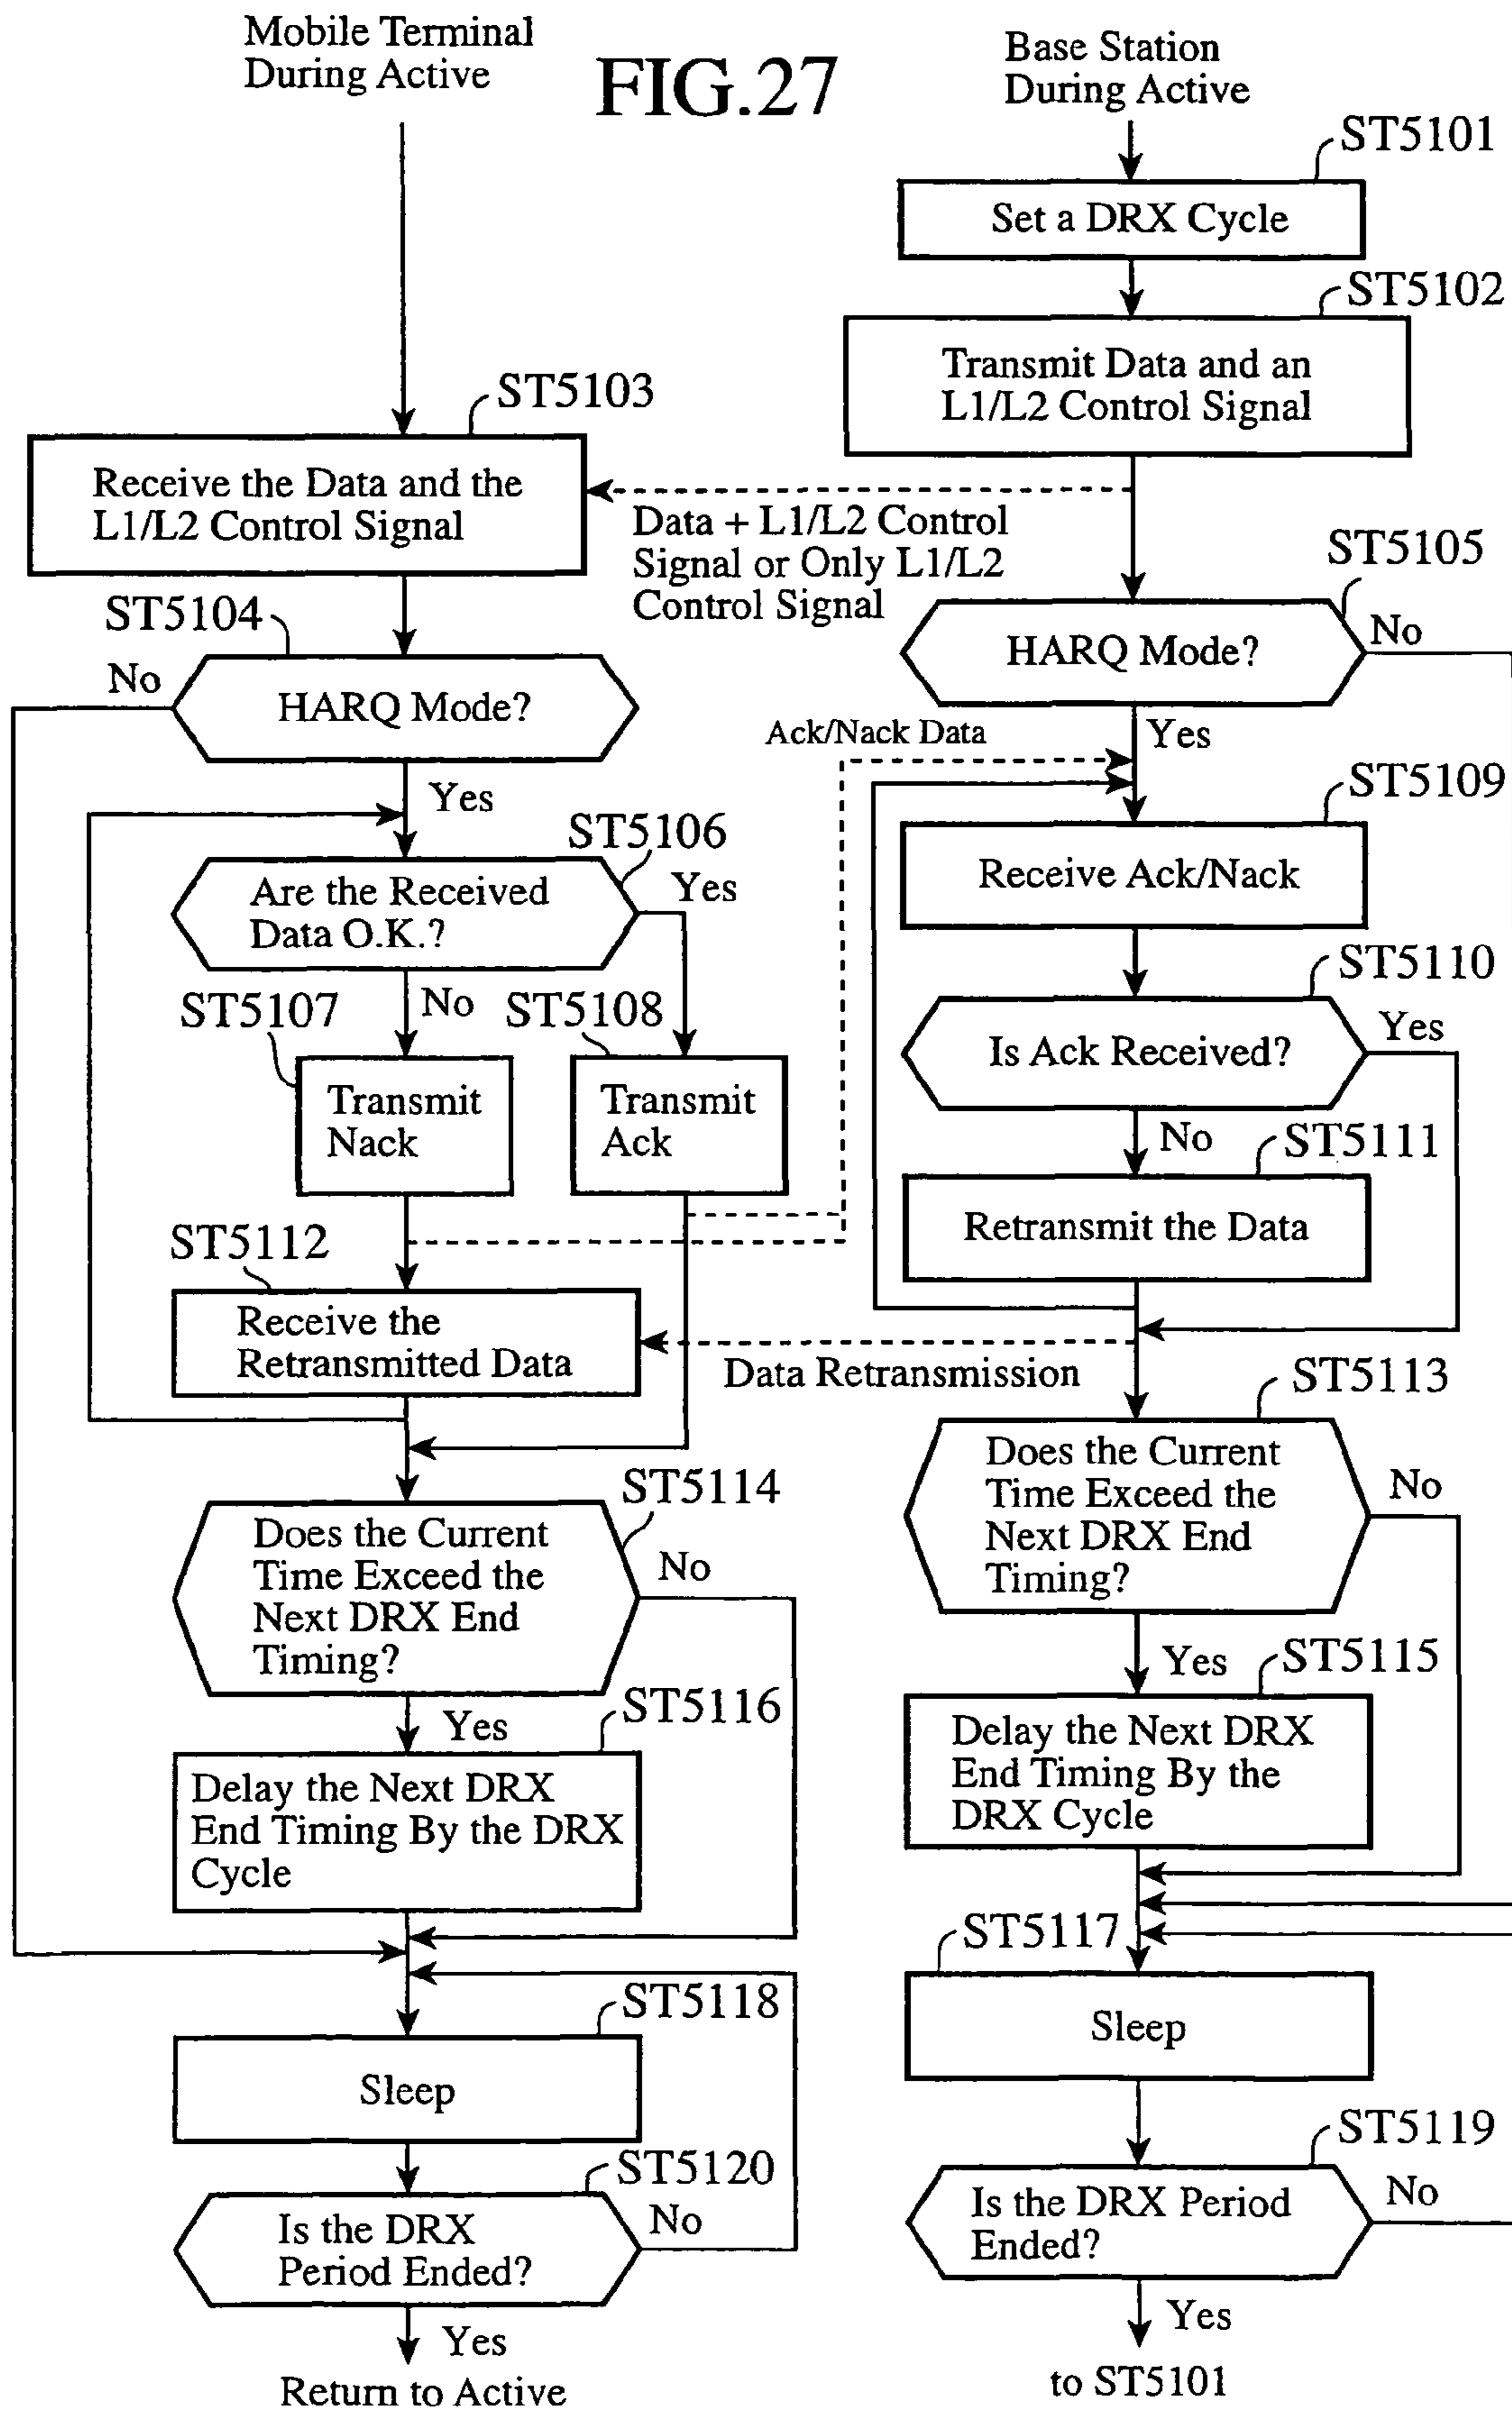 Mobile Terminal
During Active
FIG.27
Base Station
During Active
ST5101
Set a DRX Cycle
ST5102
Transmit Data and an
L1/L2 Control Signal
ST5103
Receive the Data and the
L1/L2 Control Signal
Data + L1/L2 Control
Signal or Only L1/L2
Control Signal
ST5105
HARQ Mode?
No
Yes
ST5104
No
HARQ Mode?
Yes
Ack/Nack Data
ST5109
Receive Ack/Nack
ST5106
Are the Received
Data O.K.?
Yes
No
ST5107
Transmit
Nack
ST5108
Transmit
Ack
ST5110
Is Ack Received?
Yes
No
ST5111
Retransmit the Data
ST5112
Receive the
Retransmitted Data
Data Retransmission
ST5113
Does the Current
Time Exceed the
Next DRX End
Timing?
No
Yes
ST5114
Does the Current
Time Exceed the
Next DRX End
Timing?
No
Yes
ST5115
Delay the Next DRX
End Timing By the
DRX Cycle
ST5116
Delay the Next DRX
End Timing By the DRX
Cycle
ST5117
Sleep
ST5118
Sleep
ST5119
Is the DRX Period
Ended?
No
Yes
to ST5101
ST5120
Is the DRX
Period Ended?
No
Yes
Return to Active